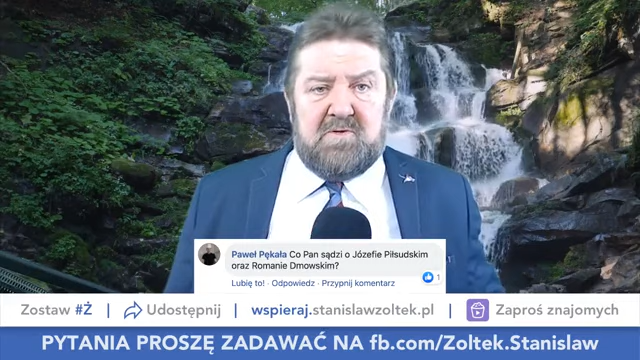 Paweł Pękała Co Pan sądzi o Józefie Piłsudskim
oraz Romanie Dmowskim?
1
Lubię to! · Odpowiedz · Przypnij komentarz
Zostaw #Ż | Udostępnij | wspieraj.stanislawzoltek.pl | Zaproś znajomych
PYTANIA PROSZĘ ZADAWAĆ NA fb.com/Zoltek.Stanislaw